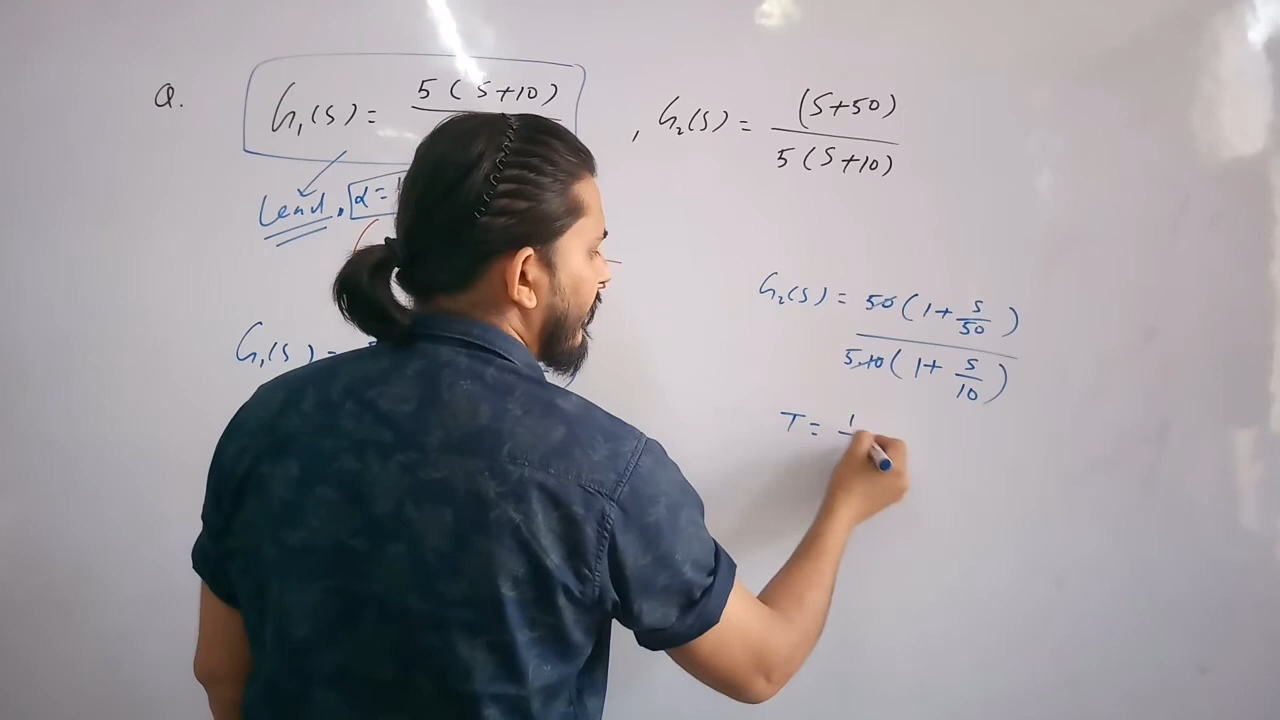 Q. G₁(S) = 5 (S+10) , G₂(S) = (S+50) / 5 (S+10)
Lead, α =
G₂(S) = 50 (1 + S/50) / 5.10 (1 + S/10)
G₁(S) =
T = 1